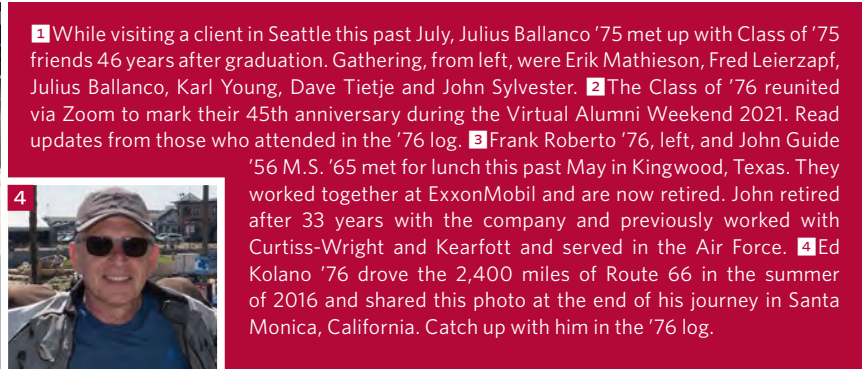 1 While visiting a client in Seattle this past July, Julius Ballanco ’75 met up with Class of ’75
friends 46 years after graduation. Gathering, from left, were Erik Mathieson, Fred Leierzapf,
Julius Ballanco, Karl Young, Dave Tietje and John Sylvester. 2 The Class of ’76 reunited
via Zoom to mark their 45th anniversary during the Virtual Alumni Weekend 2021. Read
updates from those who attended in the ’76 log. 3 Frank Roberto ’76, left, and John Guide
’56 M.S. ’65 met for lunch this past May in Kingwood, Texas. They
worked together at ExxonMobil and are now retired. John retired
after 33 years with the company and previously worked with
Curtiss-Wright and Kearfott and served in the Air Force. 4 Ed
Kolano ’76 drove the 2,400 miles of Route 66 in the summer
of 2016 and shared this photo at the end of his journey in Santa
Monica, California. Catch up with him in the ’76 log.
4